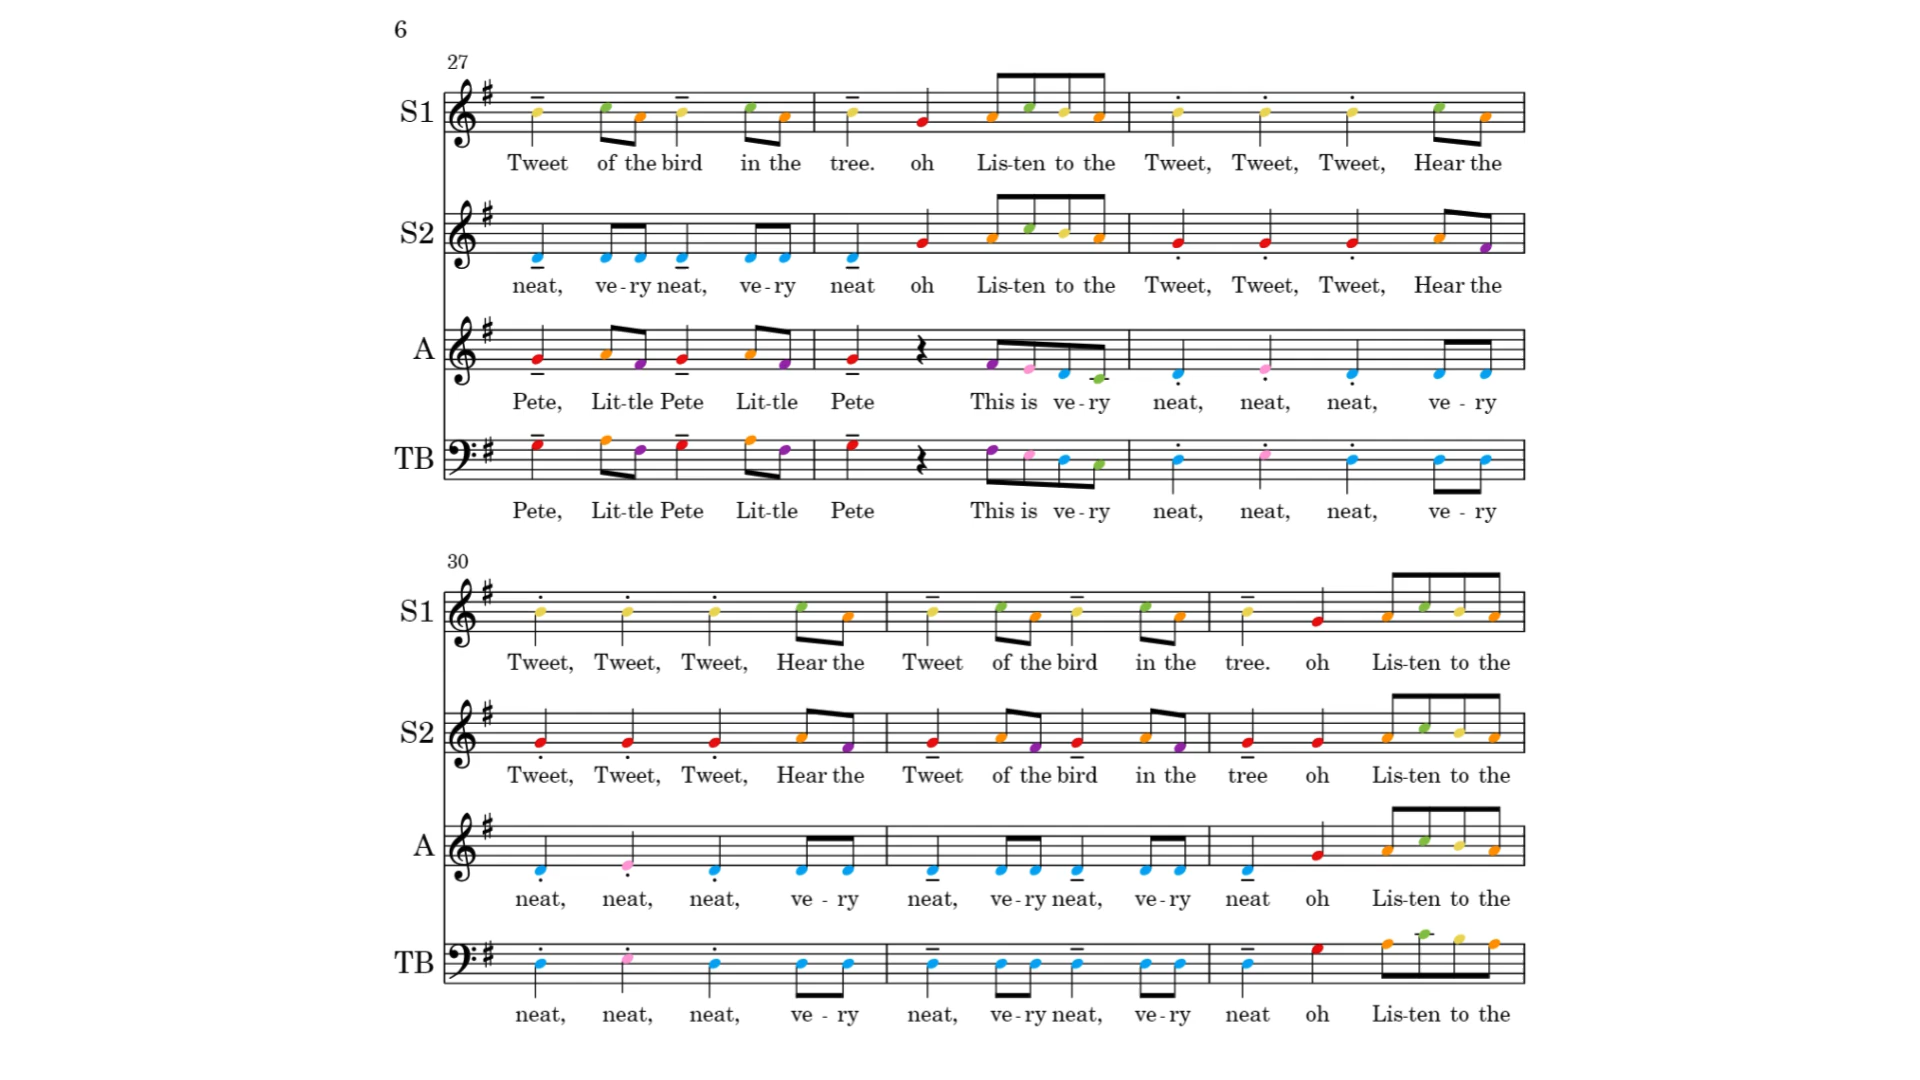 6
27
S1
Tweet of the bird in the tree. oh Lis-ten to the Tweet, Tweet, Tweet, Hear the
S2
neat, ve-ry neat, ve-ry neat oh Lis-ten to the Tweet, Tweet, Tweet, Hear the
A
Pete, Lit-tle Pete Lit-tle Pete This is ve-ry neat, neat, neat, ve-ry
TB
Pete, Lit-tle Pete Lit-tle Pete This is ve-ry neat, neat, neat, ve-ry
30
S1
Tweet, Tweet, Tweet, Hear the Tweet of the bird in the tree. oh Lis-ten to the
S2
Tweet, Tweet, Tweet, Hear the Tweet of the bird in the tree oh Lis-ten to the
A
neat, neat, neat, ve-ry neat, ve-ry neat, ve-ry neat oh Lis-ten to the
TB
neat, neat, neat, ve-ry neat, ve-ry neat, ve-ry neat oh Lis-ten to the